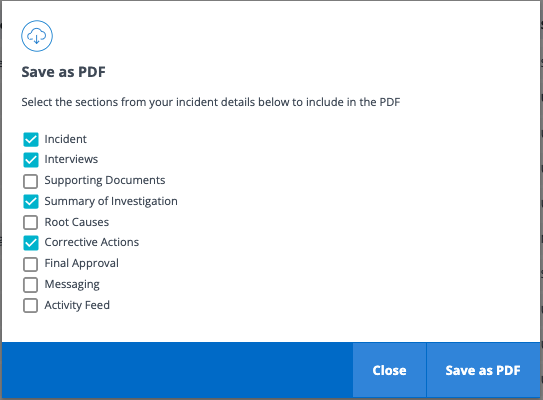 Save as PDF
Select the sections from your incident details below to include in the PDF
Incident
Interviews
Supporting Documents
Summary of Investigation
Root Causes
Corrective Actions
Final Approval
Messaging
Activity Feed
Close
Save as PDF